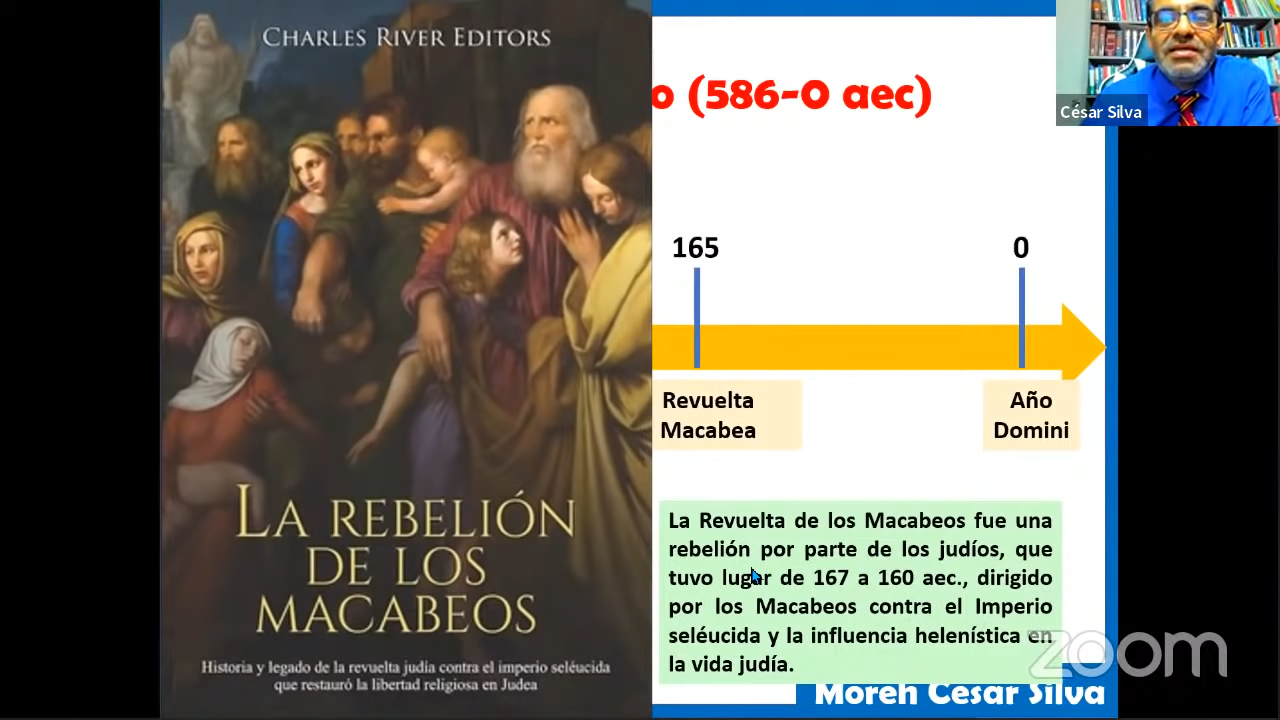 CHARLES RIVER EDITORS
LA REBELIÓN
DE LOS
MACABEOS
Historia y legado de la revuelta judía contra el imperio seléucida
que restauró la libertad religiosa en Judea
o (586-0 aec)
165
0
Revuelta
Macabea
Año
Domini
La Revuelta de los Macabeos fue una
rebelión por parte de los judíos, que
tuvo lugar de 167 a 160 aec., dirigido
por los Macabeos contra el Imperio
seléucida y la influencia helenística en
la vida judía.
Moreh César Silva
César Silva
zoom